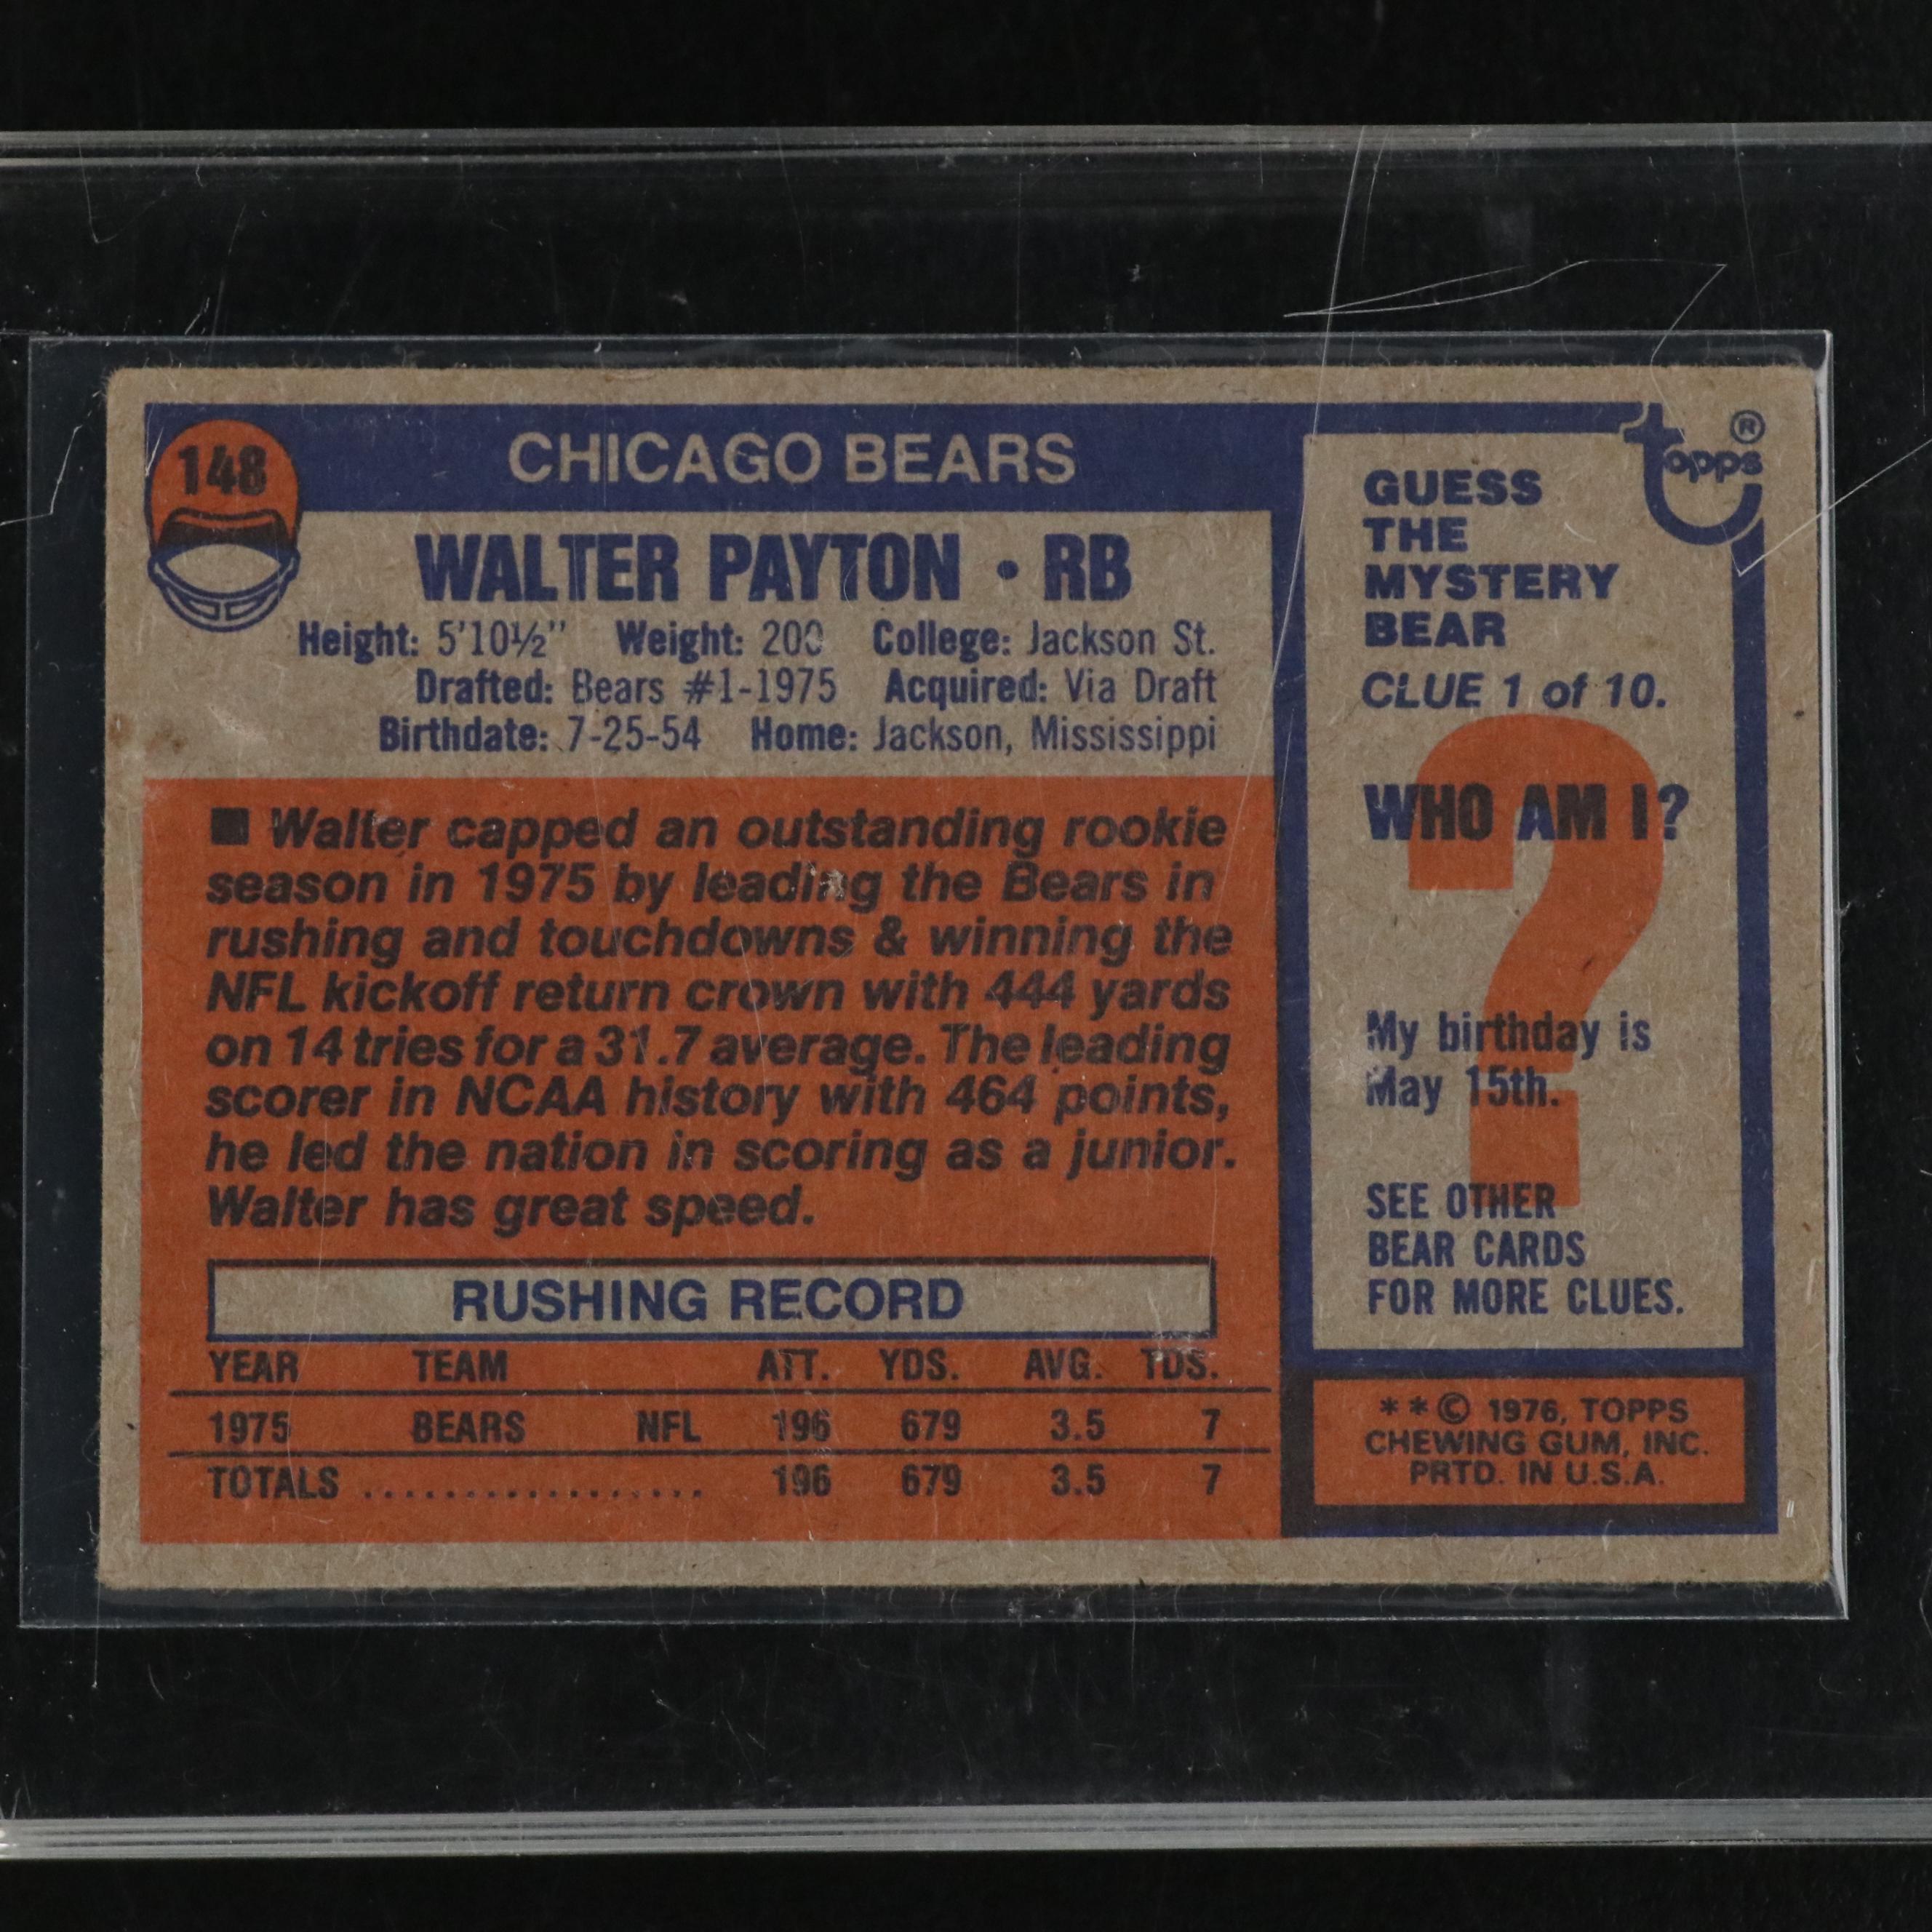 148
CHICAGO BEARS
WALTER PAYTON • RB
Height: 5'10½" Weight: 200 College: Jackson St.
Drafted: Bears #1-1975 Acquired: Via Draft
Birthdate: 7-25-54 Home: Jackson, Mississippi
■ Walter capped an outstanding rookie
season in 1975 by leading the Bears in
rushing and touchdowns & winning the
NFL kickoff return crown with 444 yards
on 14 tries for a 31.7 average. The leading
scorer in NCAA history with 464 points,
he led the nation in scoring as a junior.
Walter has great speed.
RUSHING RECORD
YEAR TEAM ATT. YDS. AVG. TDS.
1975 BEARS NFL 196 679 3.5 7
TOTALS .................. 196 679 3.5 7
topps ®
GUESS
THE
MYSTERY
BEAR
CLUE 1 of 10.
WHO AM I?
?
My birthday is
May 15th.
SEE OTHER
BEAR CARDS
FOR MORE CLUES.
**© 1976, TOPPS
CHEWING GUM, INC.
PRTD. IN U.S.A.